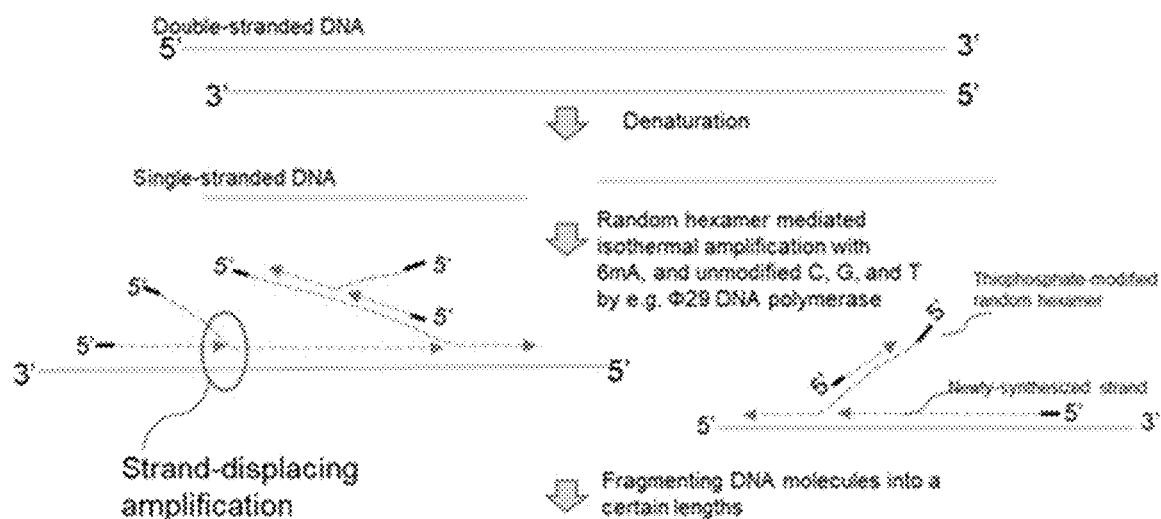 Double-stranded DNA
5' 3'
3' 5'
Denaturation
Single-stranded DNA
Random hexamer mediated
isothermal amplification with
6mA, and unmodified C, G, and T
by e.g. Φ29 DNA polymerase
Thiophosphate-modified
random hexamer
5'
5'
5'
5'
5'
5'
6'
Newly-synthesized strand
3' 5'
5' 5' 3'
Strand-displacing
amplification
Fragmenting DNA molecules into a
certain lengths